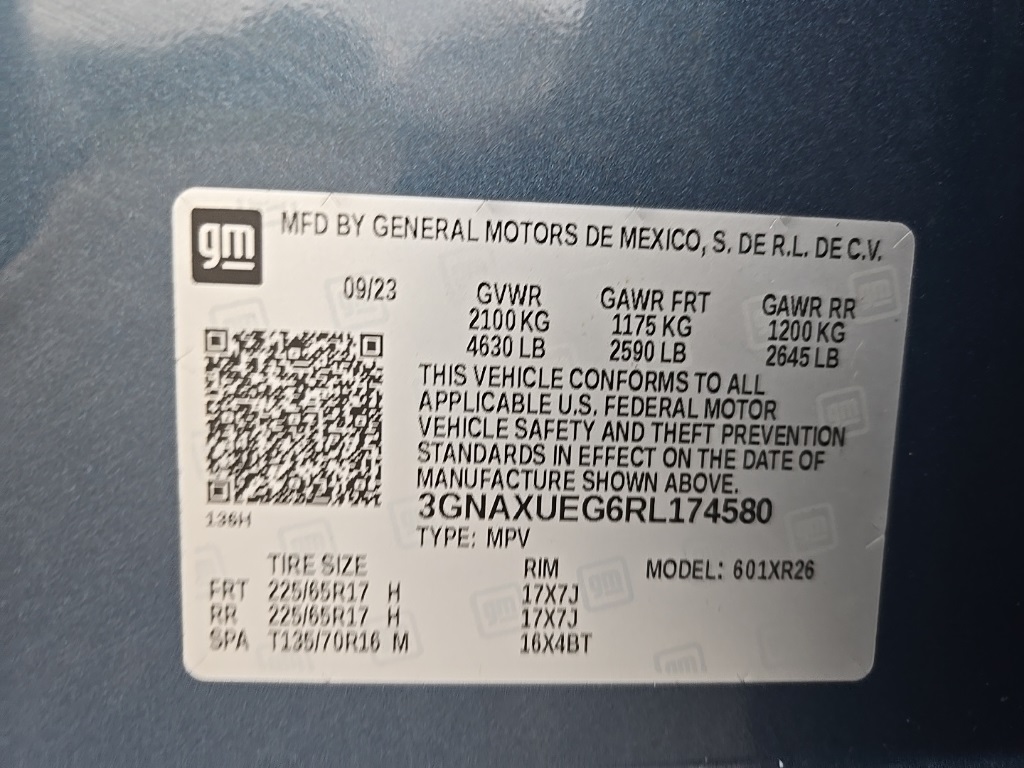 gm MFD BY GENERAL MOTORS DE MEXICO, S. DE R.L. DE C.V.
09/23 GVWR GAWR FRT GAWR RR
2100 KG 1175 KG 1200 KG
4630 LB 2590 LB 2645 LB
THIS VEHICLE CONFORMS TO ALL
APPLICABLE U.S. FEDERAL MOTOR
VEHICLE SAFETY AND THEFT PREVENTION
STANDARDS IN EFFECT ON THE DATE OF
MANUFACTURE SHOWN ABOVE.
3GNAXUEG6RL174580
136H
TYPE: MPV
TIRE SIZE RIM MODEL: 601XR26
FRT 225/65R17 H 17X7J
RR 225/65R17 H 17X7J
SPA T135/70R16 M 16X4BT